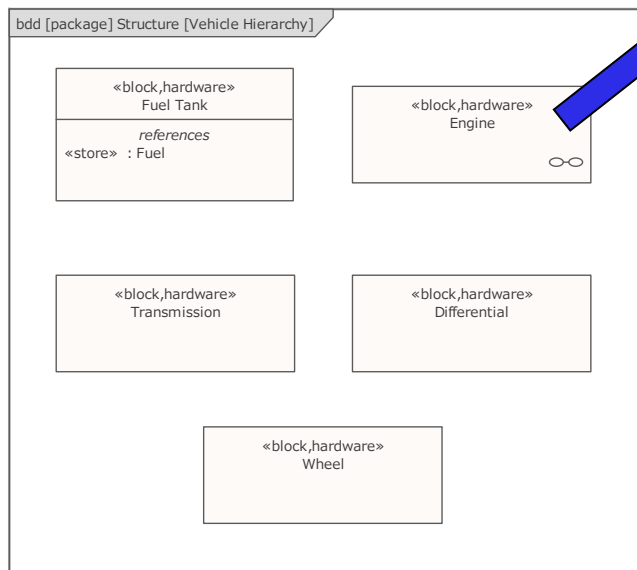 bdd [package] Structure [Vehicle Hierarchy]
«block,hardware»
Fuel Tank
references
«store» : Fuel
«block,hardware»
Engine
«block,hardware»
Transmission
«block,hardware»
Differential
«block,hardware»
Wheel